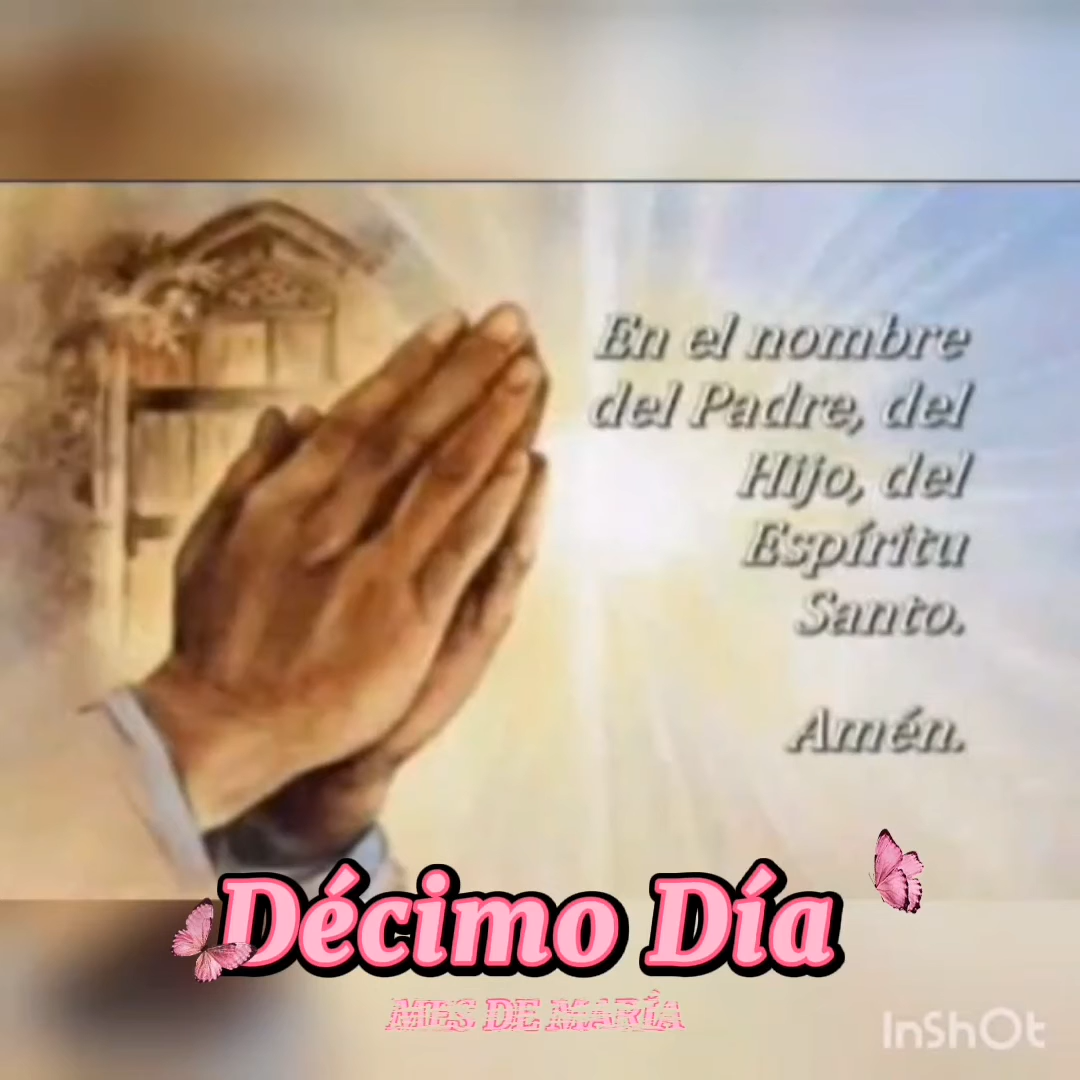 En el nombre
del Padre, del
Hijo, del
Espíritu
Santo.
Amén.
Décimo Día
MES DE MARÍA
InShOt